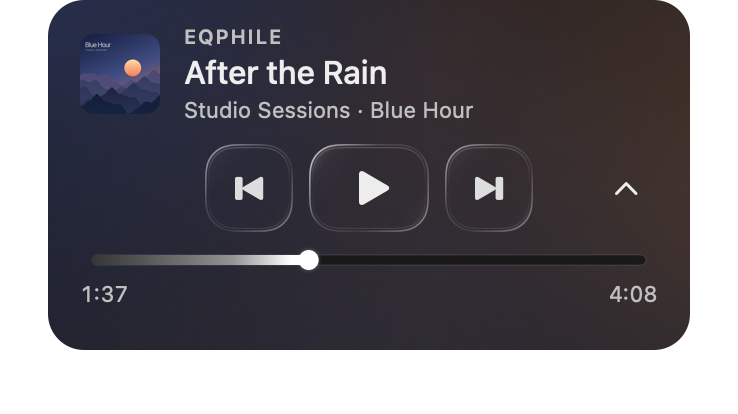 Blue Hour
EQPHILE
After the Rain
Studio Sessions · Blue Hour
1:37
4:08